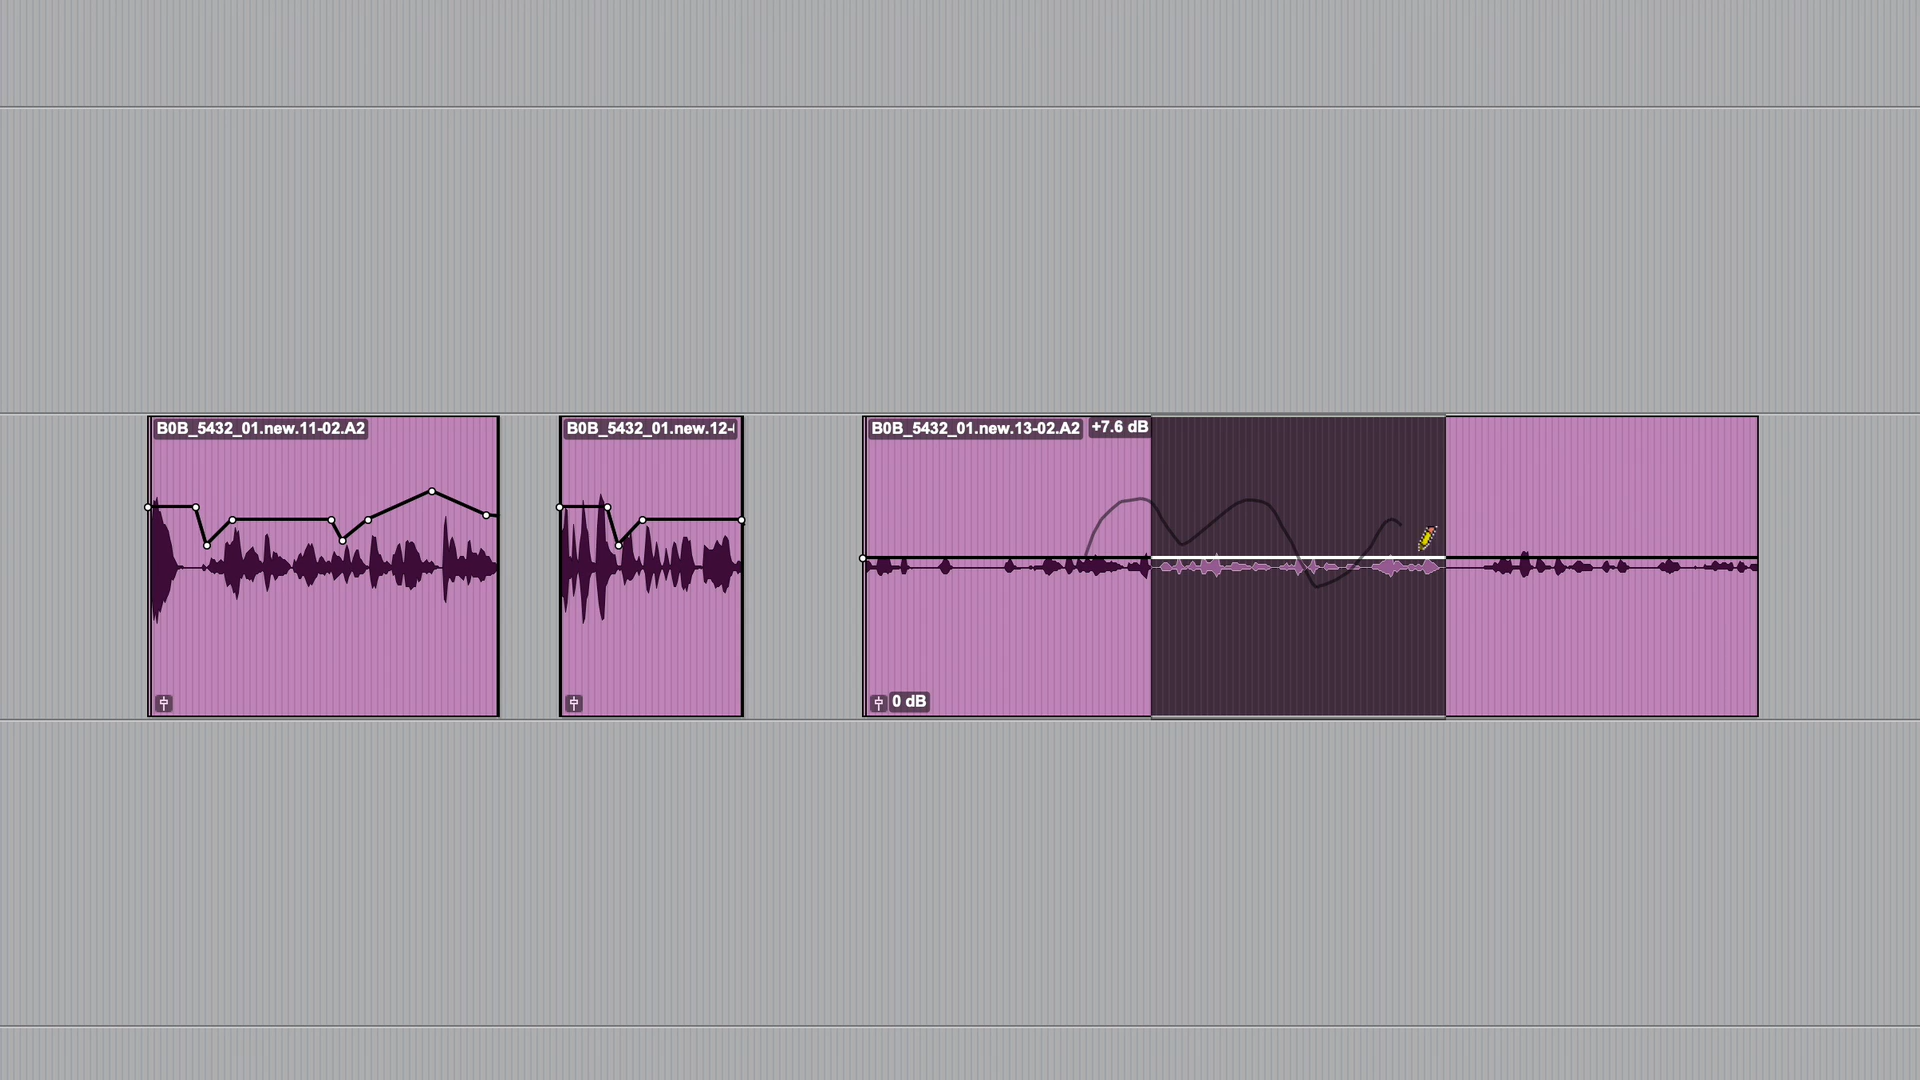 B0B_5432_01.new.11-02.A2
B0B_5432_01.new.12-
B0B_5432_01.new.13-02.A2
+7.6 dB
0 dB